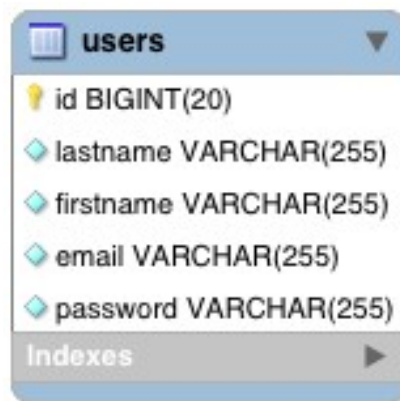 users
id BIGINT(20)
lastname VARCHAR(255)
firstname VARCHAR(255)
email VARCHAR(255)
password VARCHAR(255)
Indexes